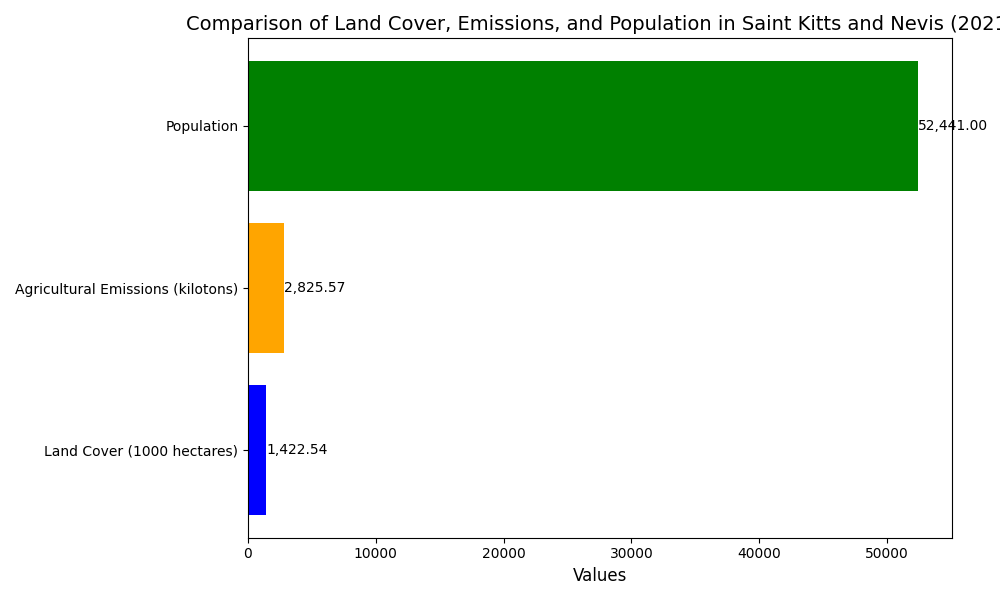 Comparison of Land Cover, Emissions, and Population in Saint Kitts and Nevis (2021
Population
52,441.00
Agricultural Emissions (kilotons)
2,825.57
Land Cover (1000 hectares)
1,422.54
0 10000 20000 30000 40000 50000
Values